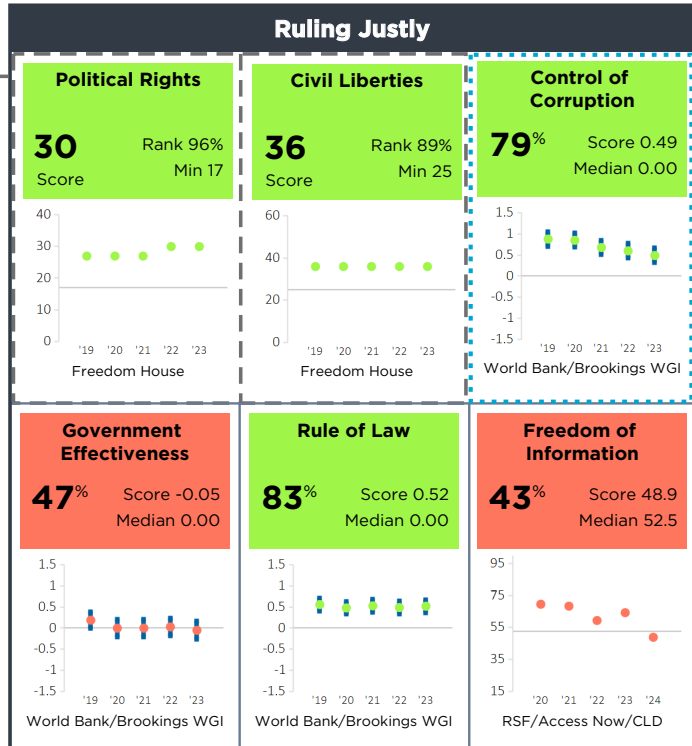 Ruling Justly
Political Rights
30
Score
Rank 96%
Min 17
40
30
20
10
0
'19 '20 '21 '22 '23
Freedom House
Civil Liberties
36
Score
Rank 89%
Min 25
60
40
20
0
'19 '20 '21 '22 '23
Freedom House
Control of
Corruption
79%
Score 0.49
Median 0.00
1.5
1
0.5
0
-0.5
-1
-1.5
'19 '20 '21 '22 '23
World Bank/Brookings WGI
Government
Effectiveness
47%
Score -0.05
Median 0.00
1.5
1
0.5
0
-0.5
-1
-1.5
'19 '20 '21 '22 '23
World Bank/Brookings WGI
Rule of Law
83%
Score 0.52
Median 0.00
1.5
1
0.5
0
-0.5
-1
-1.5
'19 '20 '21 '22 '23
World Bank/Brookings WGI
Freedom of
Information
43%
Score 48.9
Median 52.5
95
75
55
35
15
'20 '21 '22 '23 '24
RSF/Access Now/CLD